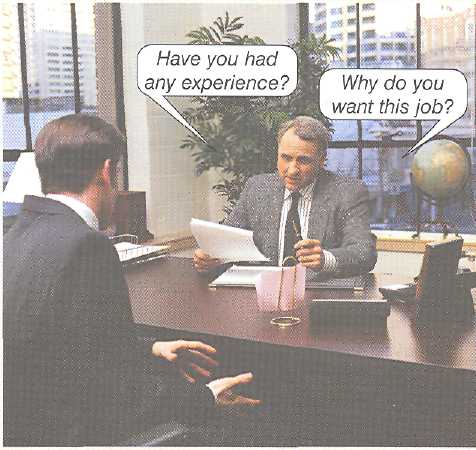 Have you had
any experience?
Why do you
want this job?